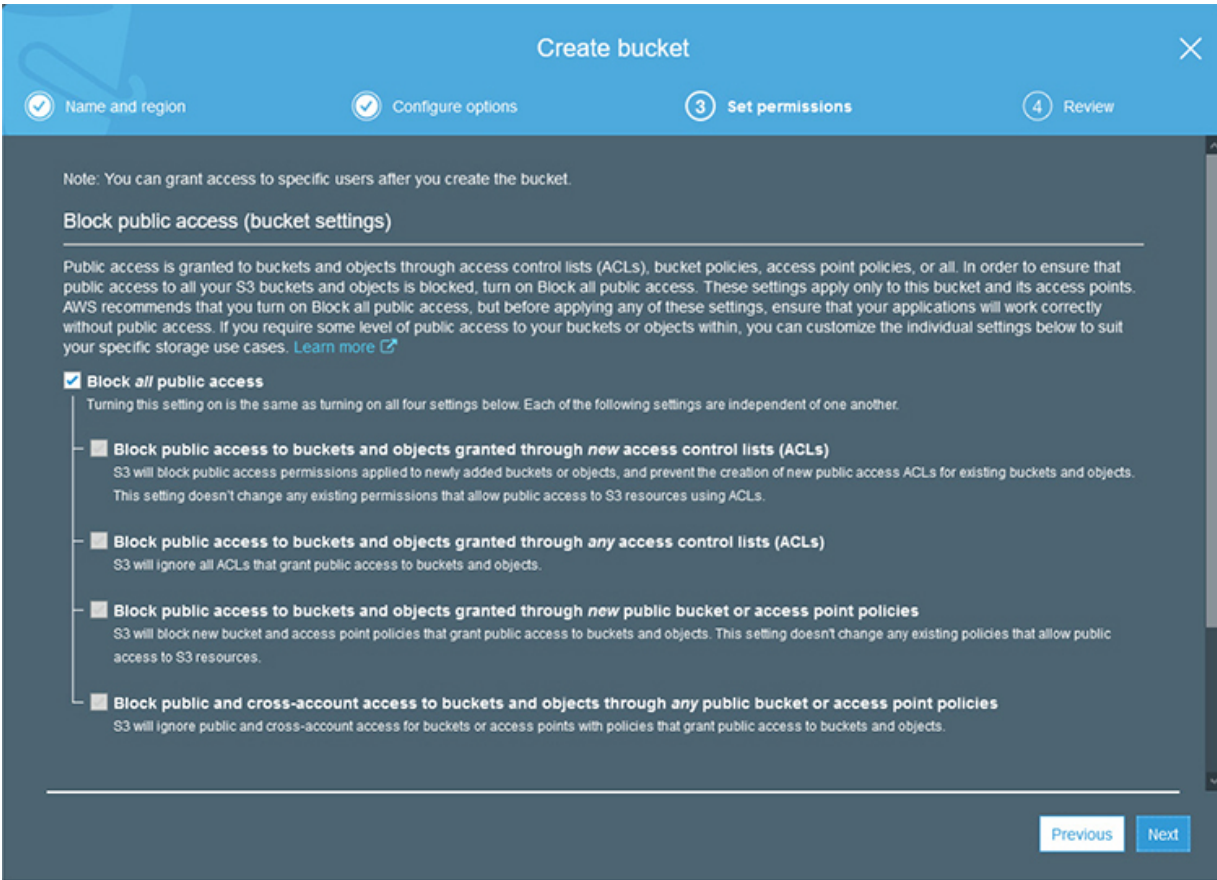 Create bucket
Name and region
Configure options
3 Set permissions
4 Review
Note: You can grant access to specific users after you create the bucket.
Block public access (bucket settings)
Public access is granted to buckets and objects through access control lists (ACLs), bucket policies, access point policies, or all. In order to ensure that
public access to all your S3 buckets and objects is blocked, turn on Block all public access. These settings apply only to this bucket and its access points.
AWS recommends that you turn on Block all public access, but before applying any of these settings, ensure that your applications will work correctly
without public access. If you require some level of public access to your buckets or objects within, you can customize the individual settings below to suit
your specific storage use cases. Learn more
Block all public access
Turning this setting on is the same as turning on all four settings below. Each of the following settings are independent of one another.
Block public access to buckets and objects granted through new access control lists (ACLs)
S3 will block public access permissions applied to newly added buckets or objects, and prevent the creation of new public access ACLs for existing buckets and objects.
This setting doesn't change any existing permissions that allow public access to S3 resources using ACLs.
Block public access to buckets and objects granted through any access control lists (ACLs)
S3 will ignore all ACLs that grant public access to buckets and objects.
Block public access to buckets and objects granted through new public bucket or access point policies
S3 will block new bucket and access point policies that grant public access to buckets and objects. This setting doesn't change any existing policies that allow public
access to S3 resources.
Block public and cross-account access to buckets and objects through any public bucket or access point policies
S3 will ignore public and cross-account access for buckets or access points with policies that grant public access to buckets and objects.
Previous
Next